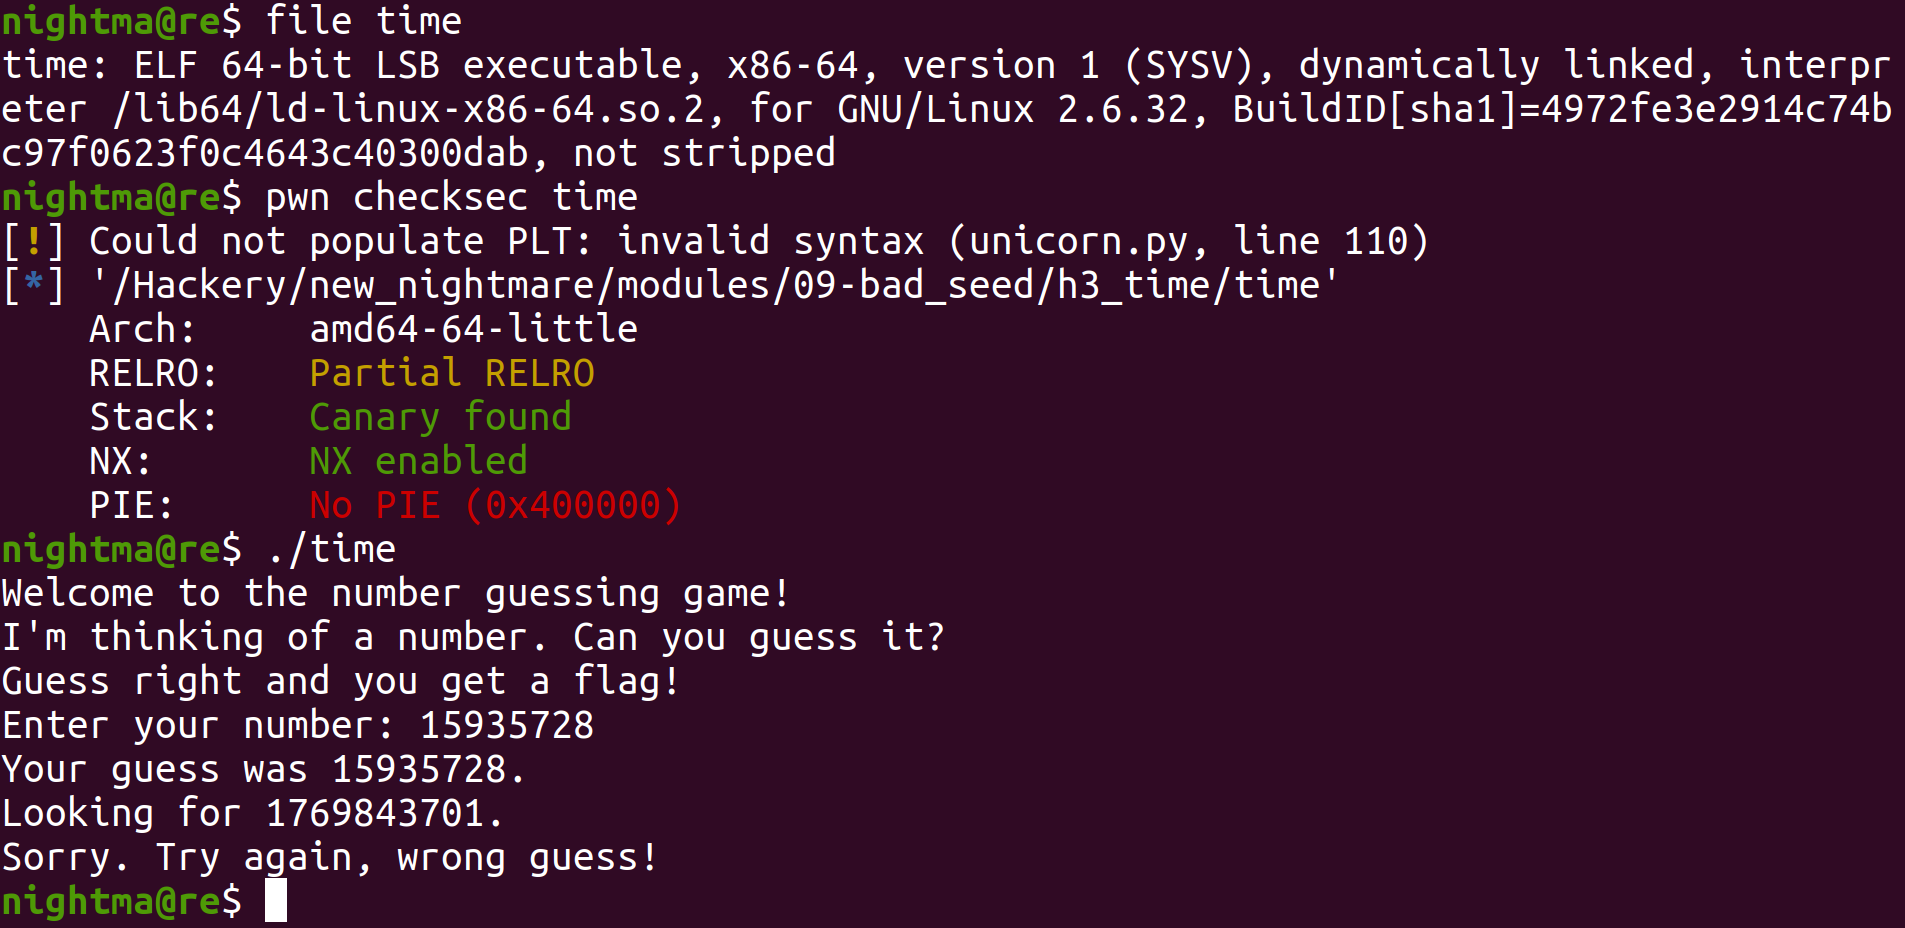 nightma@re$ file time
time: ELF 64-bit LSB executable, x86-64, version 1 (SYSV), dynamically linked, interpr
eter /lib64/ld-linux-x86-64.so.2, for GNU/Linux 2.6.32, BuildID[sha1]=4972fe3e2914c74b
c97f0623f0c4643c40300dab, not stripped
nightma@re$ pwn checksec time
[!] Could not populate PLT: invalid syntax (unicorn.py, line 110)
[*] '/Hackery/new_nightmare/modules/09-bad_seed/h3_time/time'
    Arch:     amd64-64-little
    RELRO:    Partial RELRO
    Stack:    Canary found
    NX:       NX enabled
    PIE:      No PIE (0x400000)
nightma@re$ ./time
Welcome to the number guessing game!
I'm thinking of a number. Can you guess it?
Guess right and you get a flag!
Enter your number: 15935728
Your guess was 15935728.
Looking for 1769843701.
Sorry. Try again, wrong guess!
nightma@re$